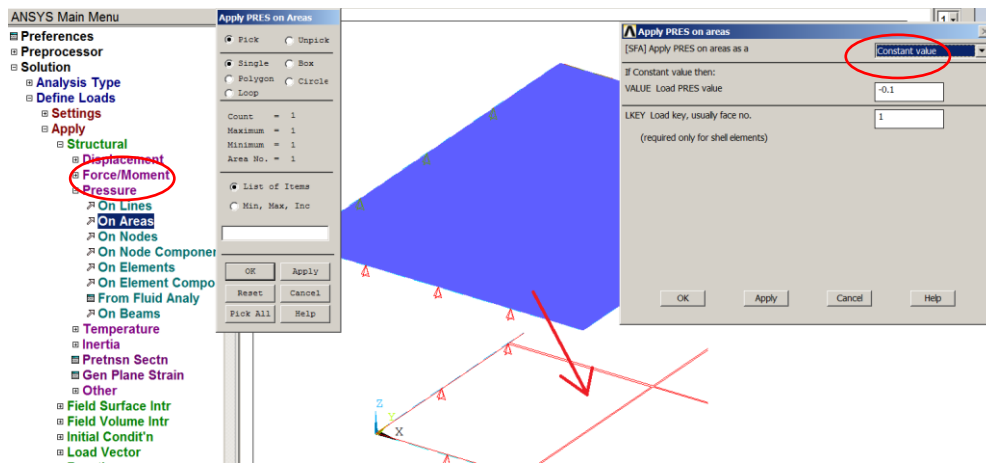 ANSYS Main Menu
Preferences
Preprocessor
Solution
Analysis Type
Define Loads
Settings
Apply
Structural
Displacement
Force/Moment
Pressure
On Lines
On Areas
On Nodes
On Node Componen
On Elements
On Element Compo
From Fluid Analy
On Beams
Temperature
Inertia
Pretnsn Sectn
Gen Plane Strain
Other
Field Surface Intr
Field Volume Intr
Initial Condit'n
Load Vector
Apply PRES on Areas
Pick Unpick
Single Box
Polygon Circle
Loop
Count = 1
Maximum = 1
Minimum = 1
Area No. = 1
List of Items
Min, Max, Inc
OK Apply
Reset Cancel
Pick All Help
1
Apply PRES on areas
[SFA] Apply PRES on areas as a Constant value
If Constant value then:
VALUE Load PRES value -0.1
LKEY Load key, usually face no. 1
(required only for shell elements)
OK Apply Cancel Help
Z
Y
X